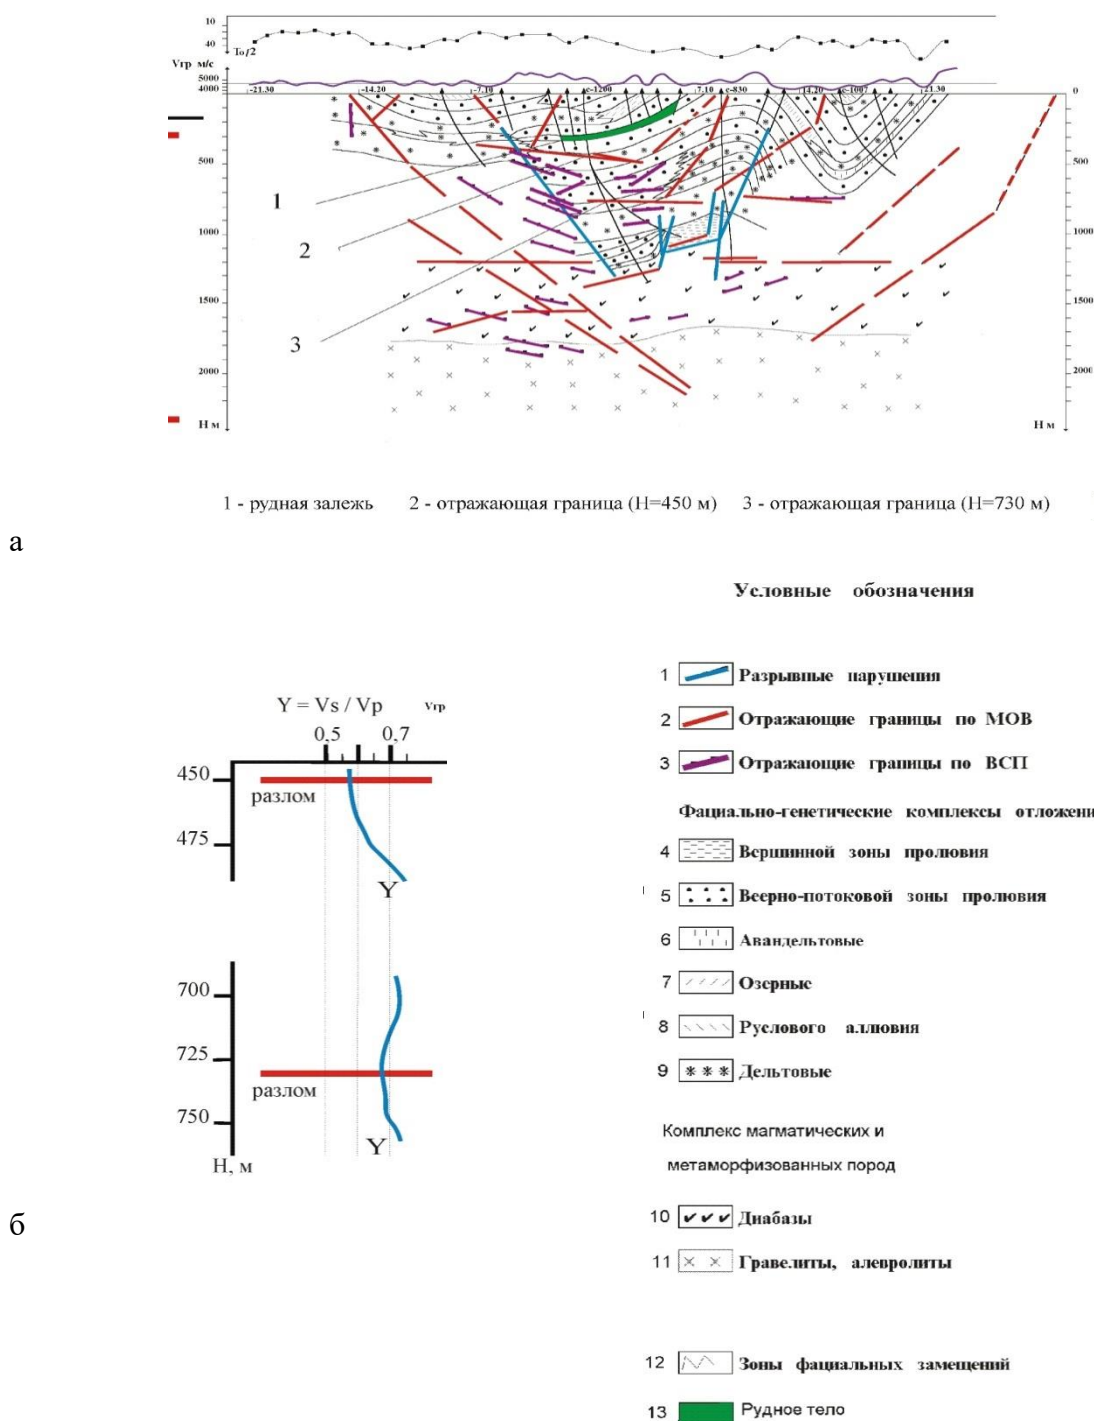 10
40
To/2
Vгр м/с
5000
4000
-21.30
-14.20
-7.10
с-1200
7.10
с-830
14.20
с-1007
21.30
0
500
500
1
1000
1000
2
1500
1500
3
2000
2000
Н м
Н м
1 - рудная залежь 2 - отражающая граница (Н=450 м) 3 - отражающая граница (Н=730 м)
а
Условные обозначения
1 Разрывные нарушения
2 Отражающие границы по МОВ
3 Отражающие границы по ВСП
Фациально-генетические комплексы отложени
4 Вершинной зоны пролювия
5 Веерно-потоковой зоны пролювия
6 Авандельтовые
7 Озерные
8 Руслового аллювия
9 Дельтовые
Комплекс магматических и
метаморфизованных пород
10 Диабазы
11 Гравелиты, алевролиты
12 Зоны фациальных замещений
13 Рудное тело
Y = Vs / Vp Vгр
0,5 0,7
450
разлом
475
Y
700
725
разлом
750
Y
Н, м
б